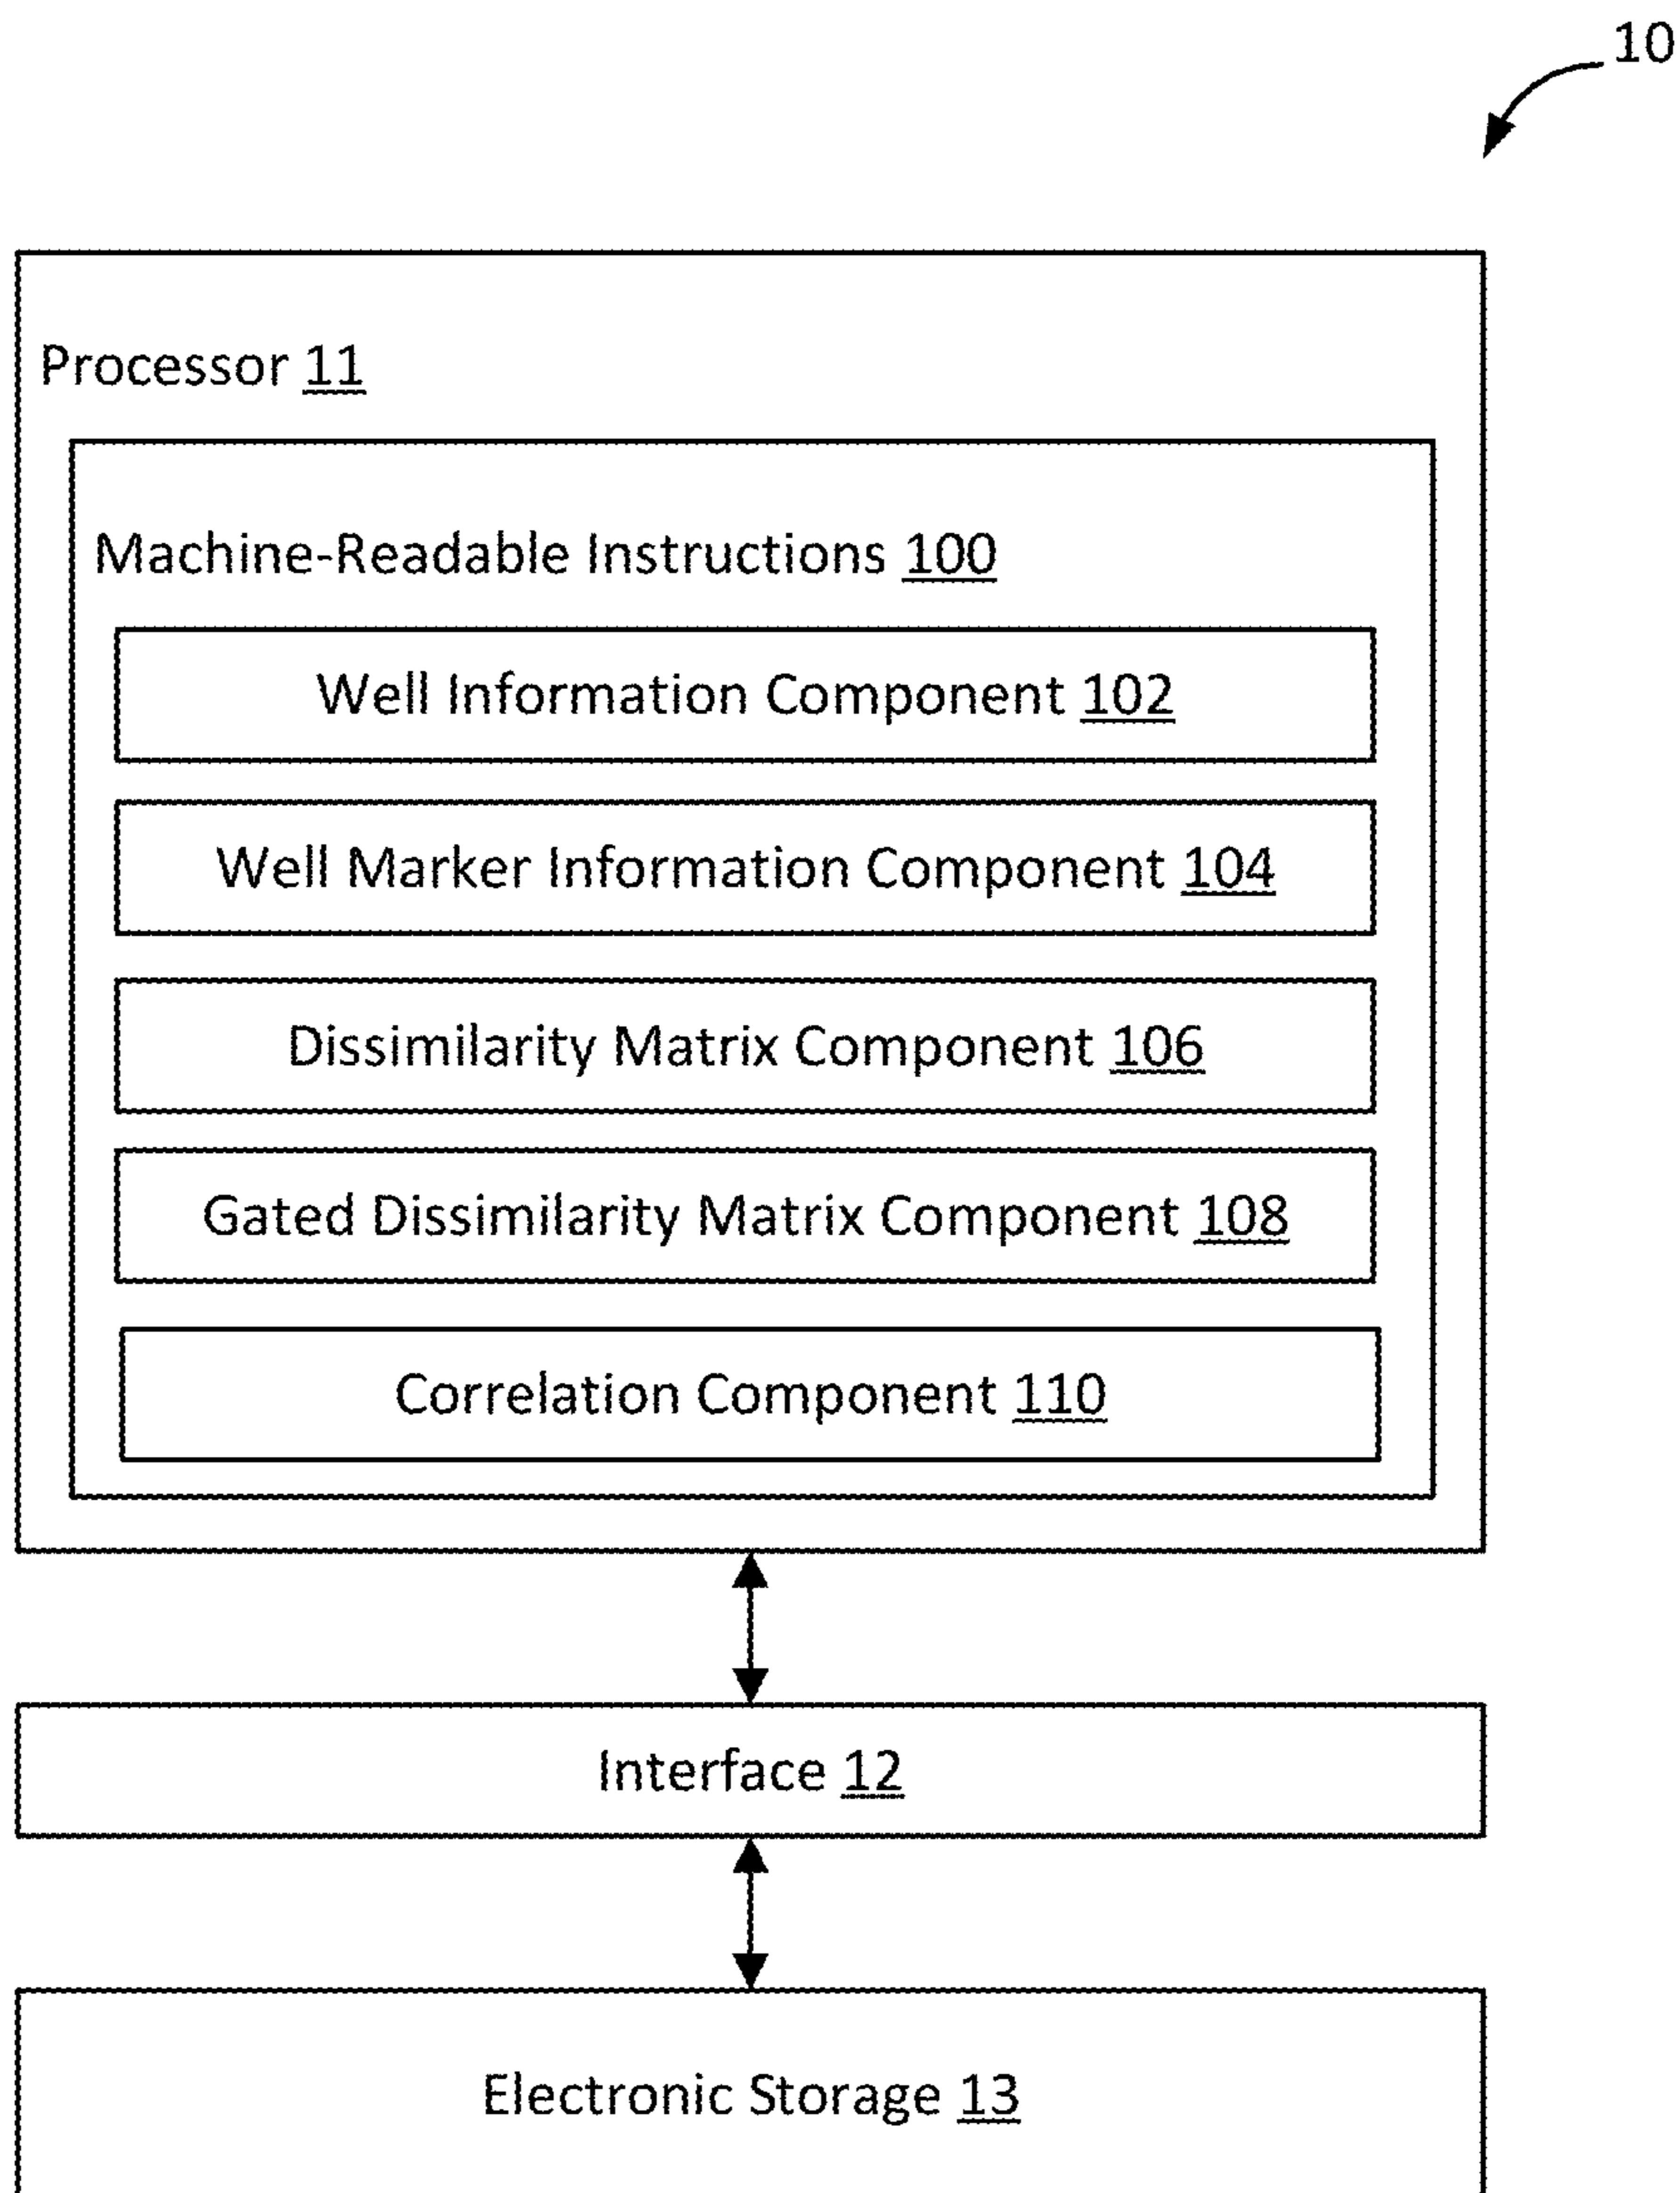 10
Processor 11
Machine-Readable Instructions 100
Well Information Component 102
Well Marker Information Component 104
Dissimilarity Matrix Component 106
Gated Dissimilarity Matrix Component 108
Correlation Component 110
Interface 12
Electronic Storage 13